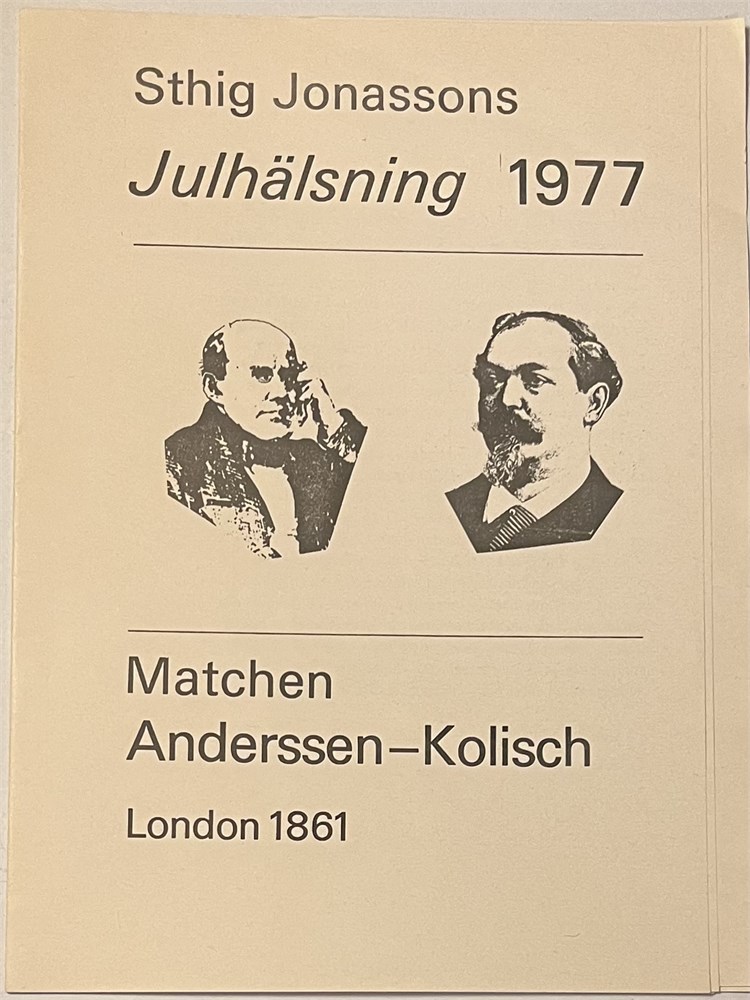 Sthig Jonassons
Julhälsning 1977
Matchen
Anderssen–Kolisch
London 1861